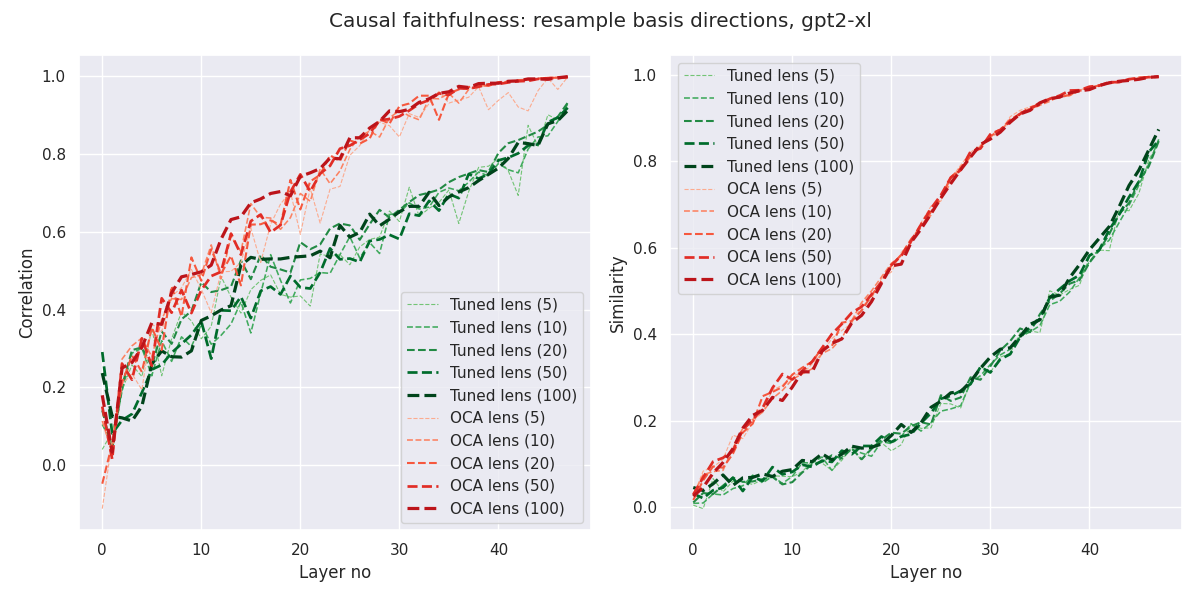 Causal faithfulness: resample basis directions, gpt2-xl
1.0
0.8
0.6
0.4
0.2
0.0
Correlation
Tuned lens (5)
Tuned lens (10)
Tuned lens (20)
Tuned lens (50)
Tuned lens (100)
OCA lens (5)
OCA lens (10)
OCA lens (20)
OCA lens (50)
OCA lens (100)
0
10
20
30
40
Layer no
1.0
0.8
0.6
0.4
0.2
0.0
Similarity
Tuned lens (5)
Tuned lens (10)
Tuned lens (20)
Tuned lens (50)
Tuned lens (100)
OCA lens (5)
OCA lens (10)
OCA lens (20)
OCA lens (50)
OCA lens (100)
0
10
20
30
40
Layer no